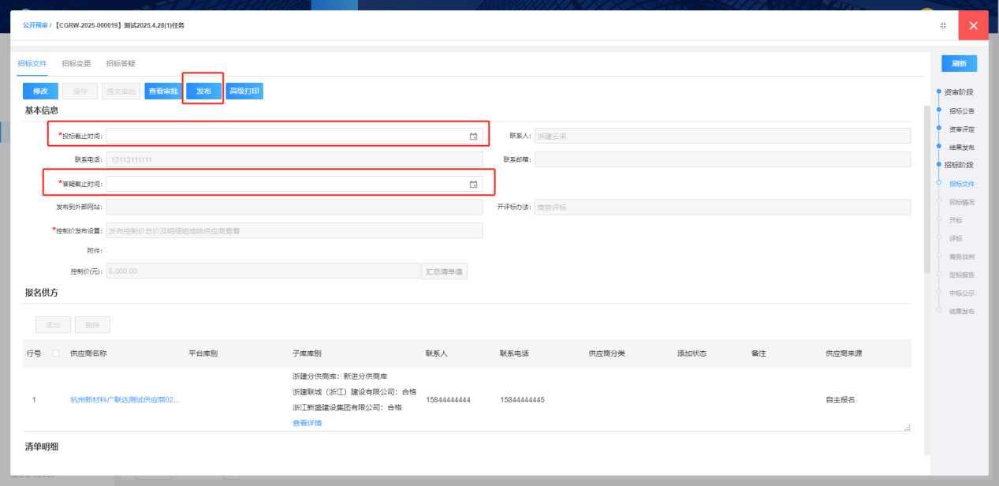 公开预审 / 【CGRW-2025-000019】测试2025.4.28(1)任务
招标文件 招标变更 招标答疑
刷新
修改 保存 提交审批 查看审批 发布 高级打印
基本信息
*投标截止时间:
联系人: 浙建云采
联系电话: 13113111111
联系邮箱:
*答疑截止时间:
发布到外部网站:
开评标办法: 商务评标
*控制价发布设置: 发布控制价总价及明细组成给供应商查看
附件:
控制价(元): 6,000.00 汇总清单值
报名供方
添加 删除
行号 供应商名称 平台库别 子库库别 联系人 联系电话 供应商分类 添加状态 备注 供应商来源
1 杭州新材料广联达测试供应商02... 浙建分供商库：新进分供商库
浙建联城（浙江）建设有限公司：合格
浙江新盛建设集团有限公司：合格
查看详情
15844444444 15844444445 自主报名
清单明细
资审阶段
招标公告
资审评定
结果发布
招标阶段
招标文件
回标情况
开标
评标
商务谈判
定标报告
中标公示
结果发布